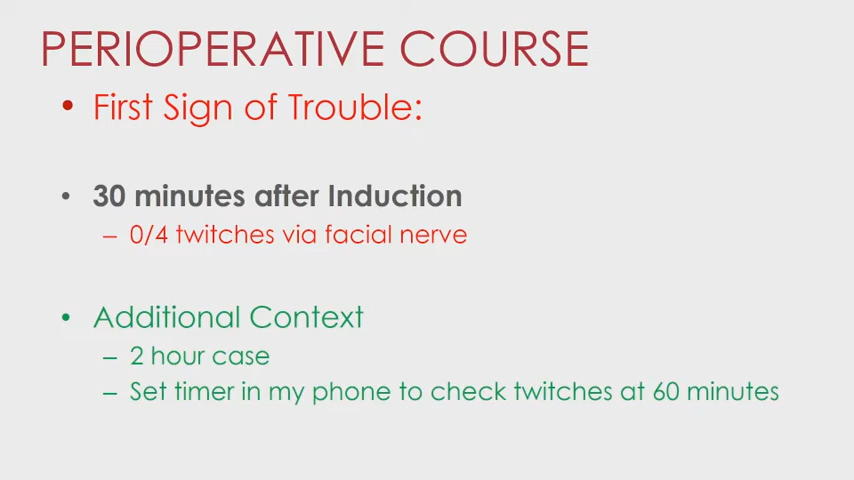 PERIOPERATIVE COURSE
• First Sign of Trouble:
• 30 minutes after Induction
– 0/4 twitches via facial nerve
• Additional Context
– 2 hour case
– Set timer in my phone to check twitches at 60 minutes